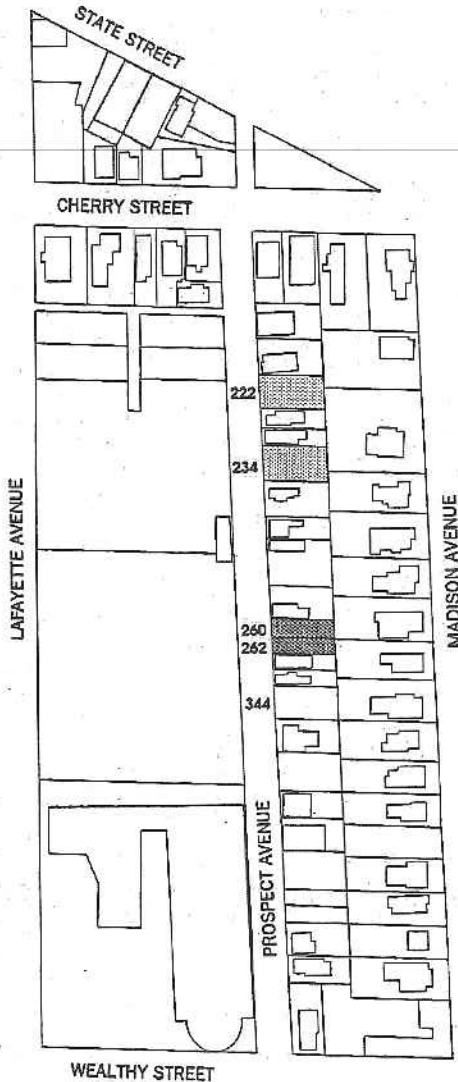 STATE STREET
CHERRY STREET
222
234
LAFAYETTE AVENUE
MADISON AVENUE
260
262
344
PROSPECT AVENUE
WEALTHY STREET